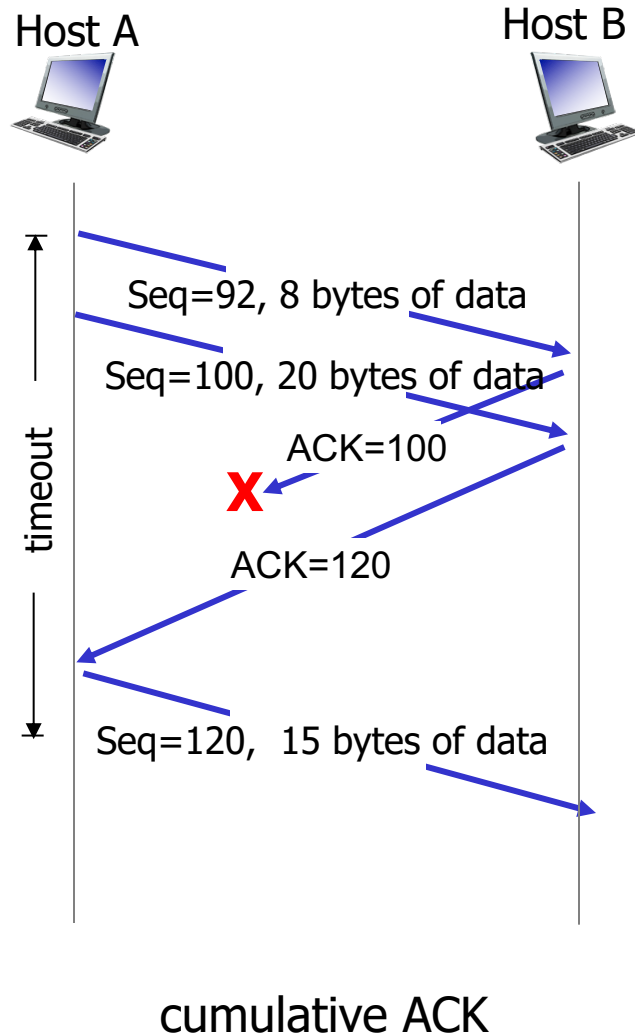 Host A
Host B
Seq=92, 8 bytes of data
Seq=100, 20 bytes of data
timeout
ACK=100
X
ACK=120
Seq=120, 15 bytes of data
cumulative ACK